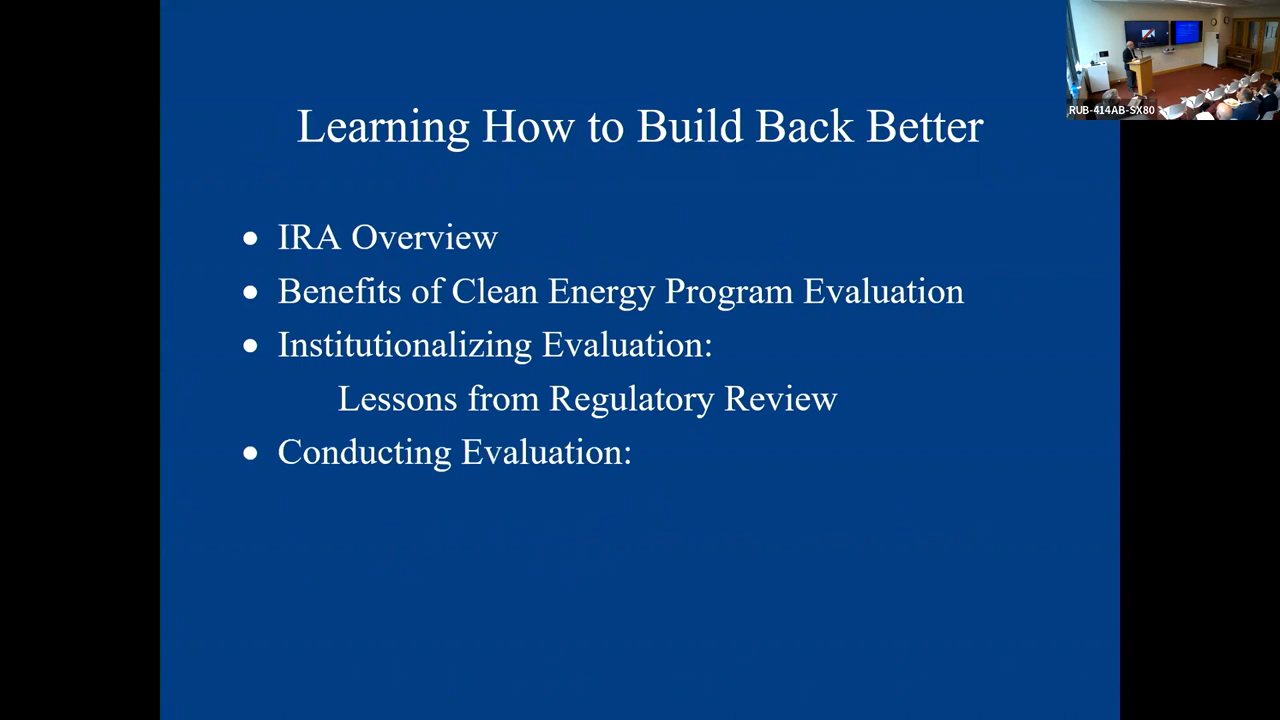 Learning How to Build Back Better
• IRA Overview
• Benefits of Clean Energy Program Evaluation
• Institutionalizing Evaluation:
Lessons from Regulatory Review
• Conducting Evaluation:
RUB-414AB-SX80